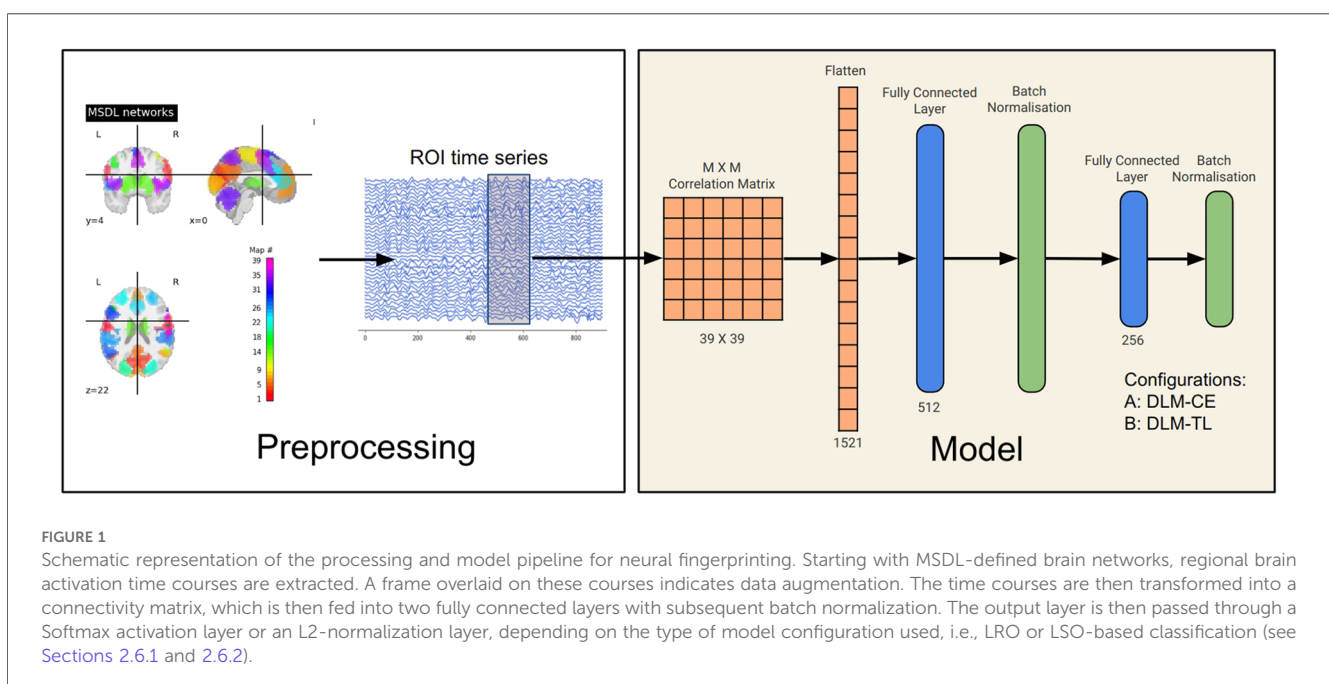 MSDL networks
L R
y=4
x=0
L R
z=22
Map #
39
35
31
26
22
18
14
9
5
1
ROI time series
0 200 400 600 800
Preprocessing
M X M
Correlation Matrix
39 X 39
Flatten
1521
Fully Connected
Layer
512
Batch
Normalisation
Fully Connected
Layer
256
Batch
Normalisation
Configurations:
A: DLM-CE
B: DLM-TL
Model
FIGURE 1
Schematic representation of the processing and model pipeline for neural fingerprinting. Starting with MSDL-defined brain networks, regional brain
activation time courses are extracted. A frame overlaid on these courses indicates data augmentation. The time courses are then transformed into a
connectivity matrix, which is then fed into two fully connected layers with subsequent batch normalization. The output layer is then passed through a
Softmax activation layer or an L2-normalization layer, depending on the type of model configuration used, i.e., LRO or LSO-based classification (see
Sections 2.6.1 and 2.6.2).